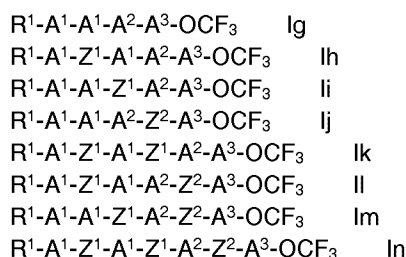 R¹-A¹-A¹-A²-A³-OCF₃ Ig
R¹-A¹-Z¹-A¹-A²-A³-OCF₃ Ih
R¹-A¹-A¹-Z¹-A²-A³-OCF₃ Ii
R¹-A¹-A¹-A²-Z²-A³-OCF₃ Ij
R¹-A¹-Z¹-A¹-Z¹-A²-A³-OCF₃ Ik
R¹-A¹-Z¹-A¹-A²-Z²-A³-OCF₃ Il
R¹-A¹-A¹-Z¹-A²-Z²-A³-OCF₃ Im
R¹-A¹-Z¹-A¹-Z¹-A²-Z²-A³-OCF₃ In